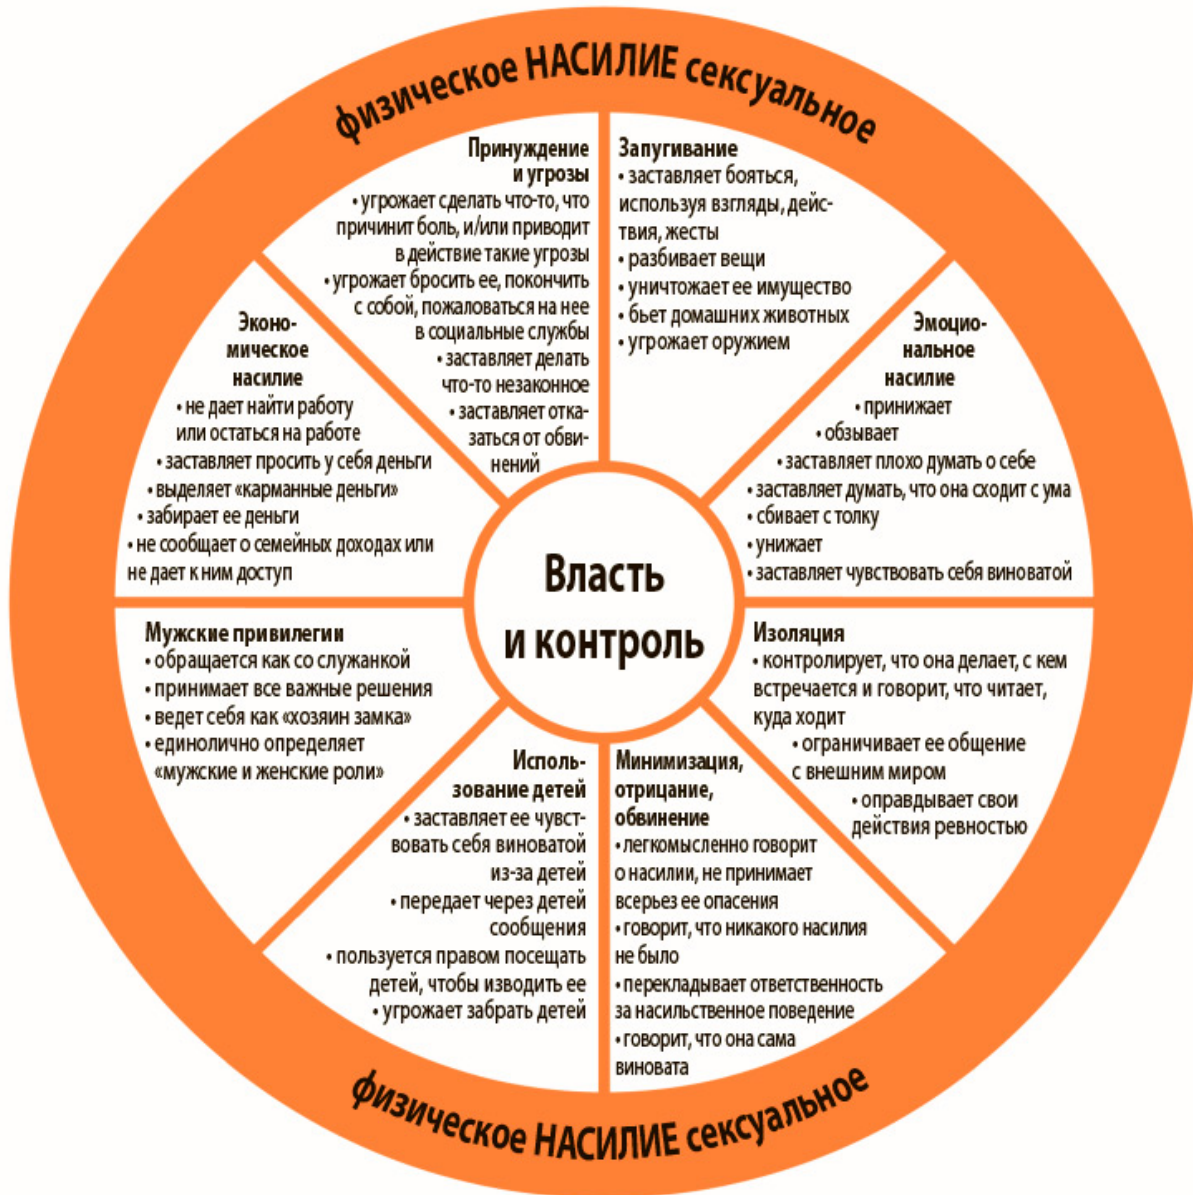 физическое НАСИЛИЕ сексуальное
Принуждение
и угрозы
• угрожает сделать что-то, что
причинит боль, и/или приводит
в действие такие угрозы
• угрожает бросить ее, покончить
с собой, пожаловаться на нее
в социальные службы
• заставляет делать
что-то незаконное
• заставляет отка-
заться от обви-
нений
Запугивание
• заставляет бояться,
используя взгляды, дейс-
твия, жесты
• разбивает вещи
• уничтожает ее имущество
• бьет домашних животных
• угрожает оружием
Эконо-
мическое
насилие
• не дает найти работу
или остаться на работе
• заставляет просить у себя деньги
• выделяет «карманные деньги»
• забирает ее деньги
• не сообщает о семейных доходах или
не дает к ним доступ
Эмоцио-
нальное
насилие
• принижает
• обзывает
• заставляет плохо думать о себе
• заставляет думать, что она сходит с ума
• сбивает с толку
• унижает
• заставляет чувствовать себя виноватой
Власть
и контроль
Мужские привилегии
• обращается как со служанкой
• принимает все важные решения
• ведет себя как «хозяин замка»
• единолично определяет
«мужские и женские роли»
Изоляция
• контролирует, что она делает, с кем
встречается и говорит, что читает,
куда ходит
• ограничивает ее общение
с внешним миром
• оправдывает свои
действия ревностью
Исполь-
зование детей
• заставляет ее чувст-
вовать себя виноватой
из-за детей
• передает через детей
сообщения
• пользуется правом посещать
детей, чтобы изводить ее
• угрожает забрать детей
Минимизация,
отрицание,
обвинение
• легкомысленно говорит
о насилии, не принимает
всерьез ее опасения
• говорит, что никакого насилия
не было
• перекладывает ответственность
за насильственное поведение
• говорит, что она сама
виновата
физическое НАСИЛИЕ сексуальное